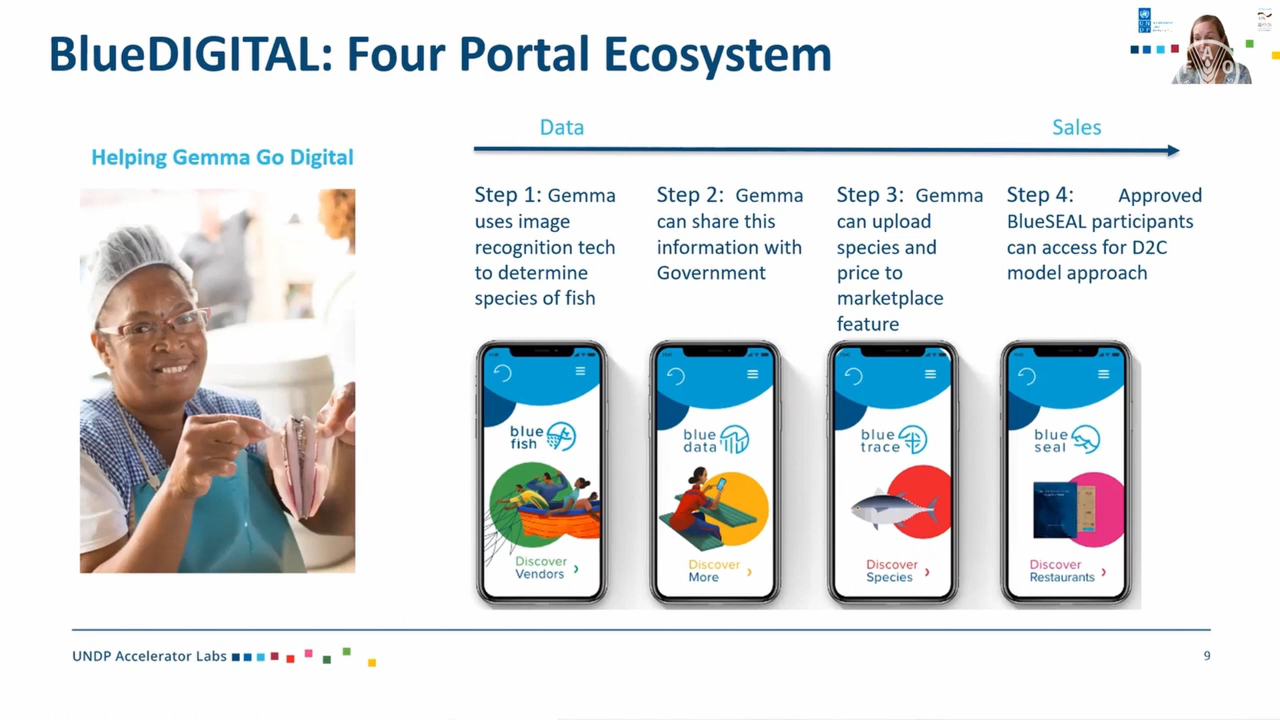 BlueDIGITAL: Four Portal Ecosystem
Helping Gemma Go Digital
Data
Sales
Step 1: Gemma
uses image
recognition tech
to determine
species of fish
Step 2: Gemma
can share this
information with
Government
Step 3: Gemma
can upload
species and
price to
marketplace
feature
Step 4: Approved
BlueSEAL participants
can access for D2C
model approach
blue
fish
Discover
Vendors
blue
data
Discover
More
blue
trace
Discover
Species
blue
seal
Discover
Restaurants
UNDP Accelerator Labs
9